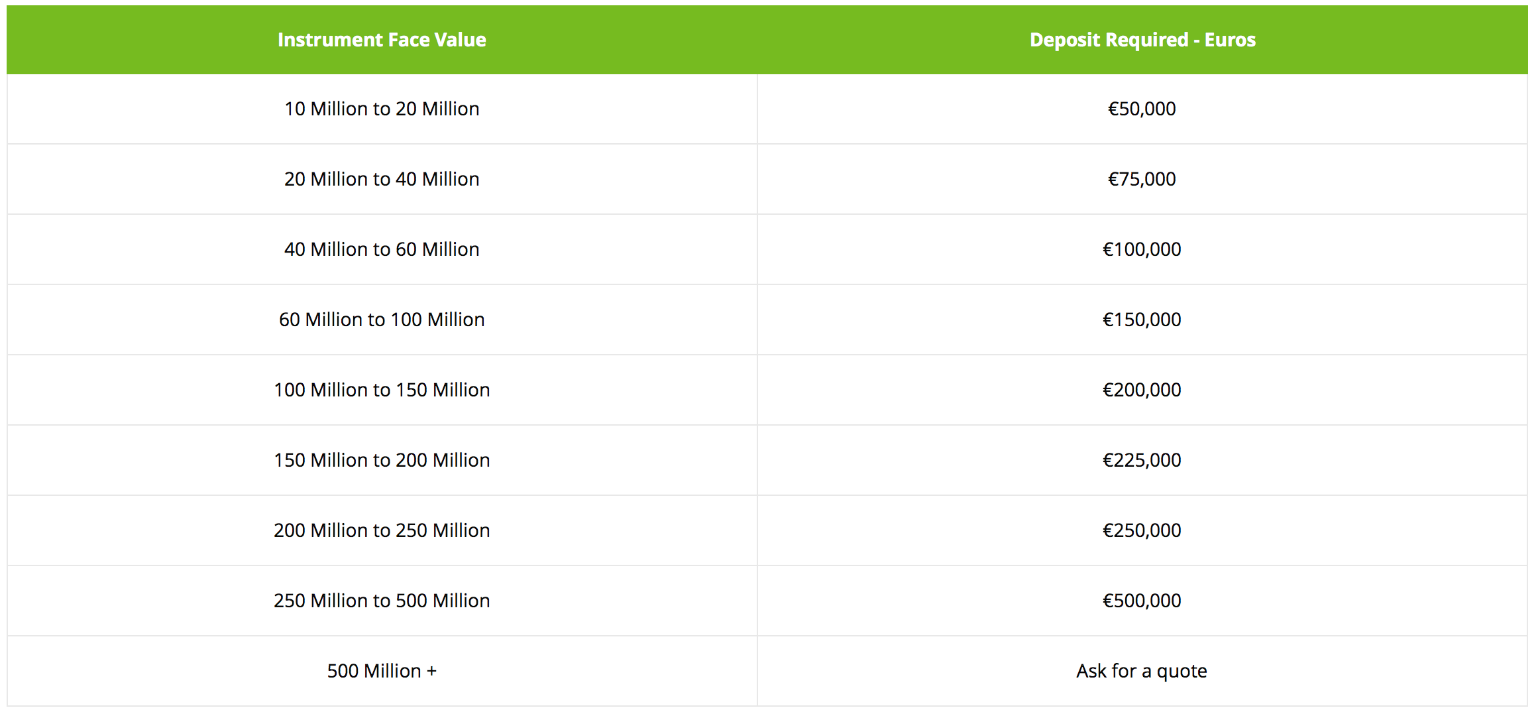 Instrument Face Value Deposit Required - Euros
10 Million to 20 Million €50,000
20 Million to 40 Million €75,000
40 Million to 60 Million €100,000
60 Million to 100 Million €150,000
100 Million to 150 Million €200,000
150 Million to 200 Million €225,000
200 Million to 250 Million €250,000
250 Million to 500 Million €500,000
500 Million + Ask for a quote